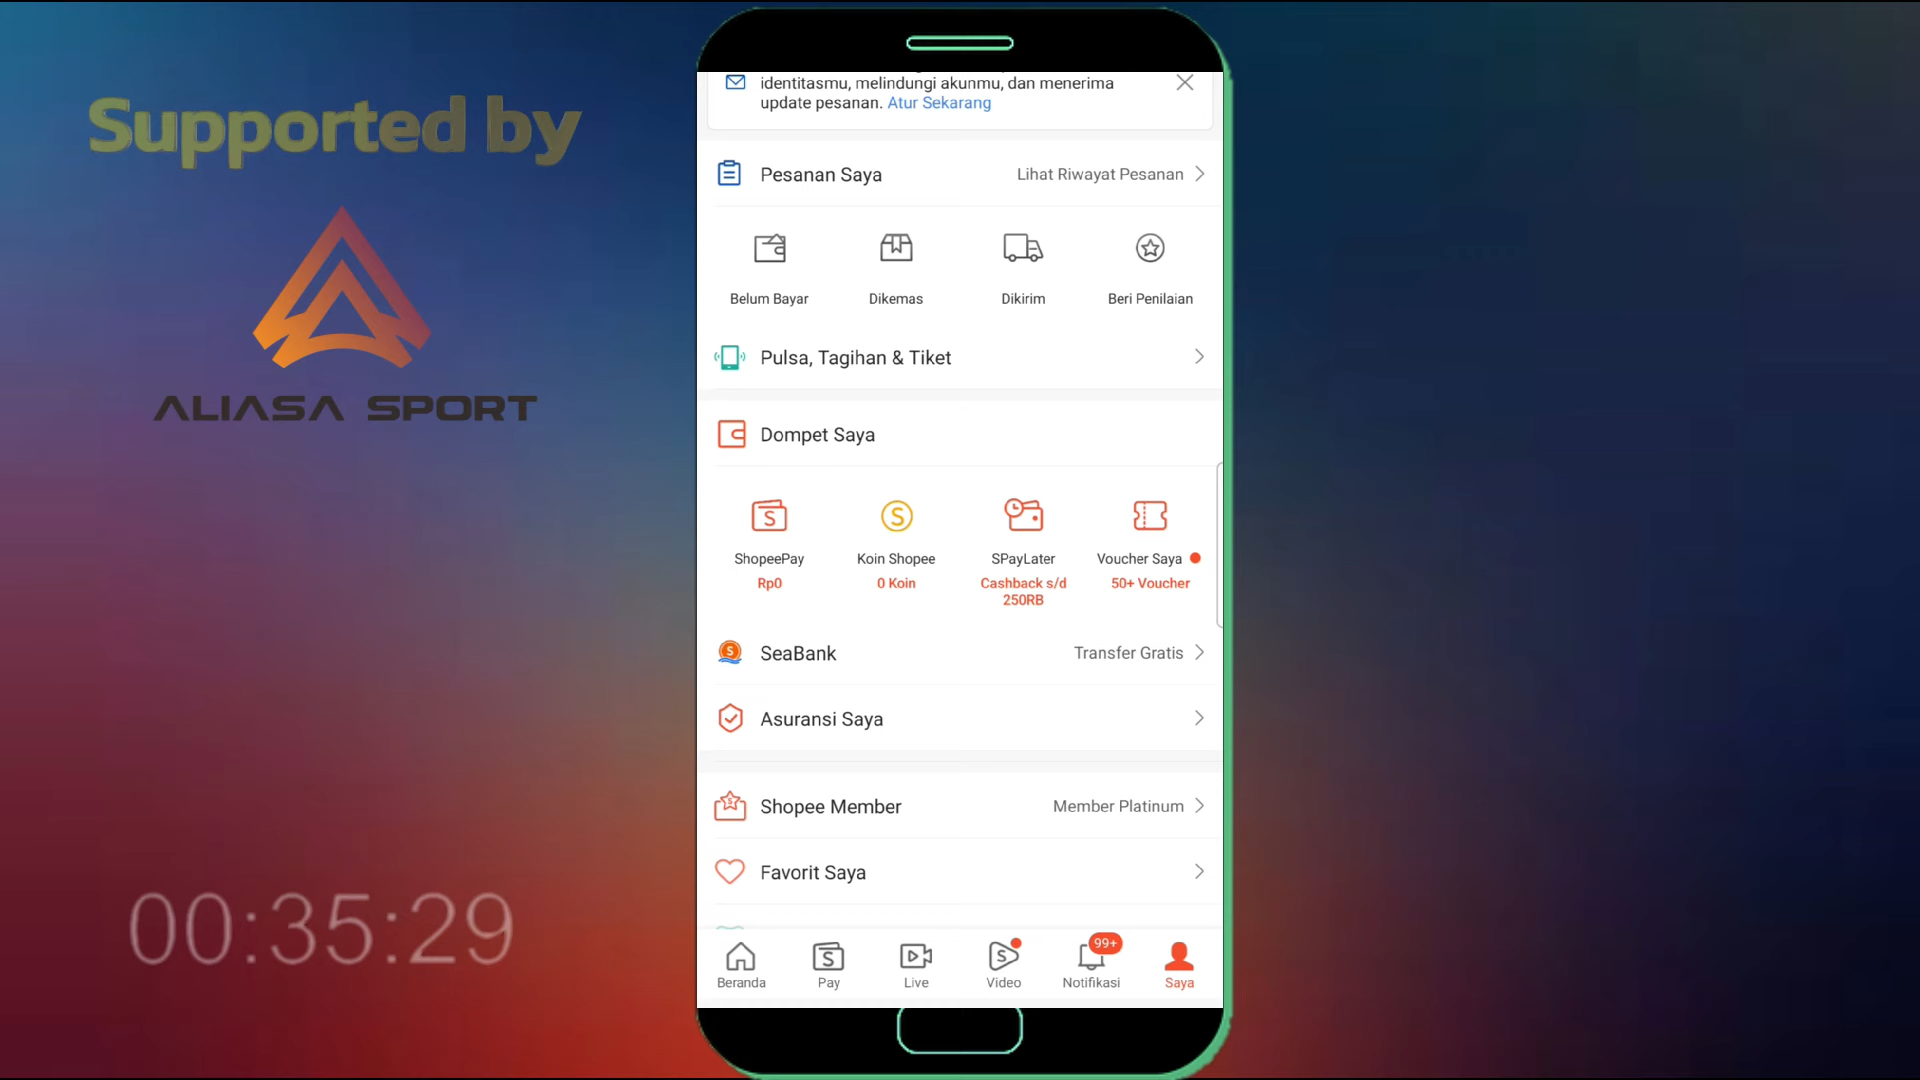 Supported by
ALIASA SPORT
00:35:29
identitasmu, melindungi akunmu, dan menerima
update pesanan. Atur Sekarang
Pesanan Saya
Lihat Riwayat Pesanan
Belum Bayar
Dikemas
Dikirim
Beri Penilaian
Pulsa, Tagihan & Tiket
Dompet Saya
ShopeePay
Rp0
Koin Shopee
0 Koin
SPayLater
Cashback s/d
250RB
Voucher Saya
50+ Voucher
SeaBank
Transfer Gratis
Asuransi Saya
Shopee Member
Member Platinum
Favorit Saya
Beranda
Pay
Live
Video
99+
Notifikasi
Saya